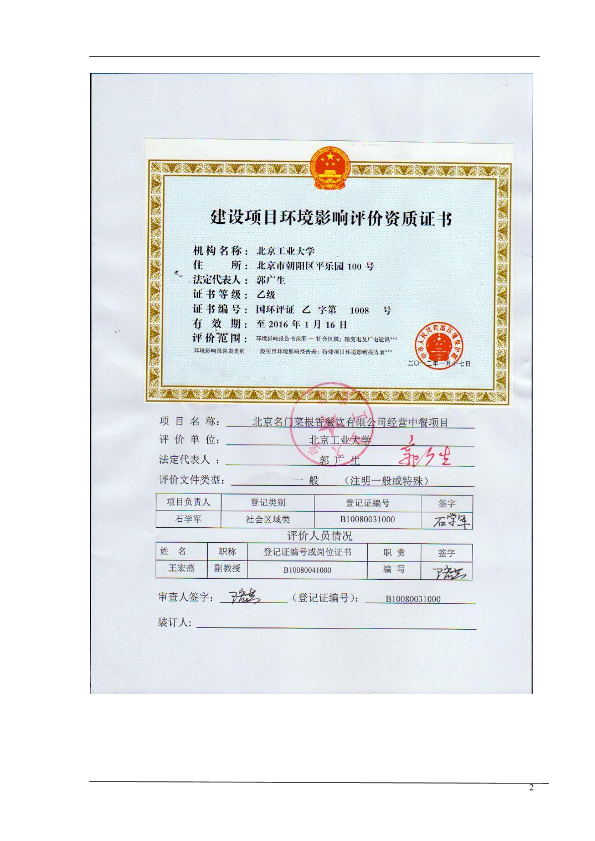 建设项目环境影响评价资质证书
机构名称：北京工业大学
住 所：北京市朝阳区平乐园 100 号
法定代表人：郭广生
证书等级：乙级
证书编号：国环评证 乙 字第 1008 号
有 效 期：至 2016 年 1 月 16 日
评价范围：
项 目 名 称： 北京名门菜根香餐饮有限公司经营中餐项目
评 价 单 位： 北京工业大学
法定代表人： 郭 广 生 郭广生
评价文件类型： 一 般 （注明一般或特殊）
项目负责人 登记类别 登记证编号 签字
石学军 社会区域类 B10080031000 石学军
评价人员情况
姓 名 职称 登记证编号或岗位证书 职 责 签字
王宏燕 副教授 B10080041000 编 写
审查人签字： （登记证编号）： B10080031000
装订人：
2